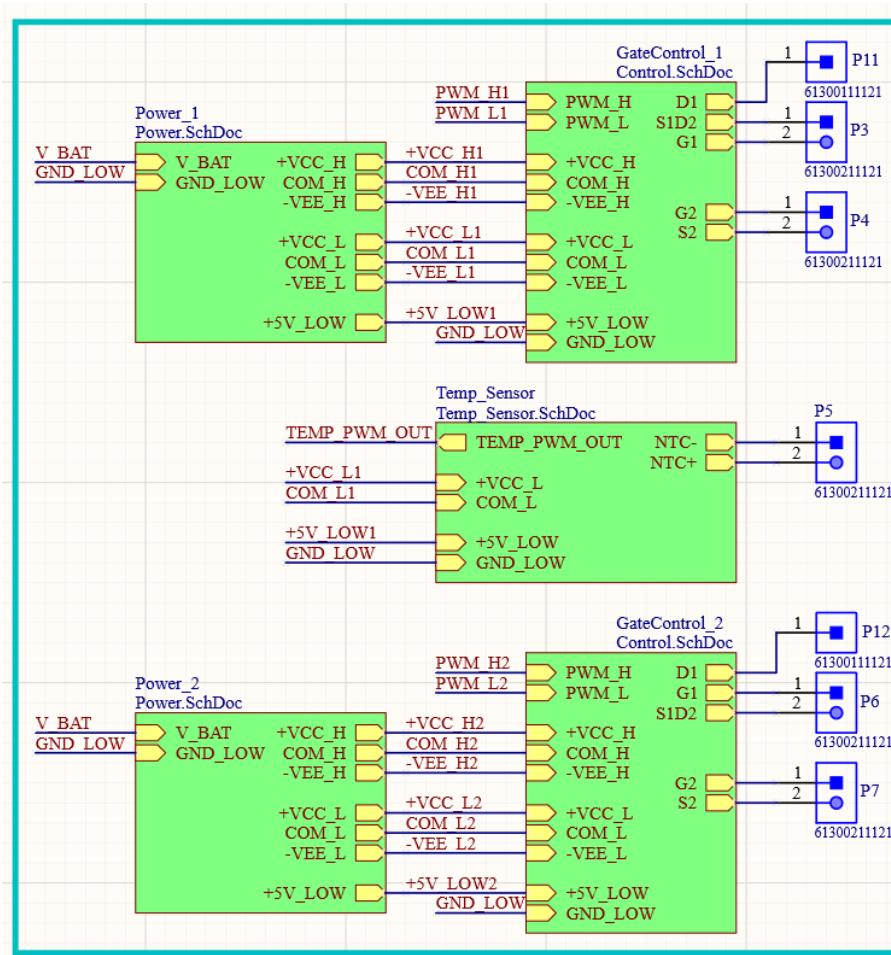 GateControl_1
Control.SchDoc
1
P11
61300111121
PWM_H1
PWM_H
D1
PWM_L1
PWM_L
S1D2
1
P3
G1
2
61300211121
Power_1
Power.SchDoc
V_BAT
V_BAT
+VCC_H
+VCC_H1
+VCC_H
GND_LOW
GND_LOW
COM_H
COM_H1
COM_H
-VEE_H
-VEE_H1
-VEE_H
G2
1
P4
S2
2
61300211121
+VCC_L
+VCC_L1
+VCC_L
COM_L
COM_L1
COM_L
-VEE_L
-VEE_L1
-VEE_L
+5V_LOW
+5V_LOW1
+5V_LOW
GND_LOW
GND_LOW
Temp_Sensor
Temp_Sensor.SchDoc
P5
TEMP_PWM_OUT
TEMP_PWM_OUT
NTC-
1
NTC+
2
61300211121
+VCC_L1
+VCC_L
COM_L1
COM_L
+5V_LOW1
+5V_LOW
GND_LOW
GND_LOW
GateControl_2
Control.SchDoc
1
P12
61300111121
PWM_H2
PWM_H
D1
PWM_L2
PWM_L
G1
1
P6
S1D2
2
61300211121
Power_2
Power.SchDoc
V_BAT
V_BAT
+VCC_H
+VCC_H2
+VCC_H
GND_LOW
GND_LOW
COM_H
COM_H2
COM_H
-VEE_H
-VEE_H2
-VEE_H
G2
1
P7
S2
2
61300211121
+VCC_L
+VCC_L2
+VCC_L
COM_L
COM_L2
COM_L
-VEE_L
-VEE_L2
-VEE_L
+5V_LOW
+5V_LOW2
+5V_LOW
GND_LOW
GND_LOW